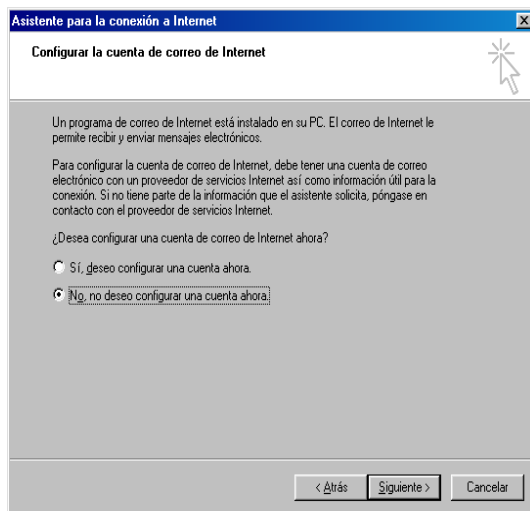 Asistente para la conexión a Internet
Configurar la cuenta de correo de Internet
Un programa de correo de Internet está instalado en su PC. El correo de Internet le
permite recibir y enviar mensajes electrónicos.
Para configurar la cuenta de correo de Internet, debe tener una cuenta de correo
electrónico con un proveedor de servicios Internet así como información útil para la
conexión. Si no tiene parte de la información que el asistente solicita, póngase en
contacto con el proveedor de servicios Internet.
¿Desea configurar una cuenta de correo de Internet ahora?
Sí, deseo configurar una cuenta ahora.
No, no deseo configurar una cuenta ahora.
< Atrás Siguiente > Cancelar